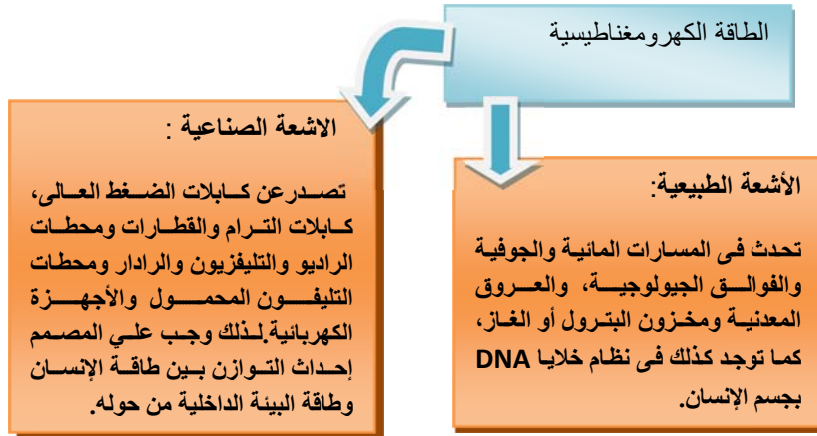 الطاقة الكهرومغناطيسية
الأشعة الطبيعية:
تحدث فى المسارات المائية والجوفية
والفوالق الجيولوجية، والعروق
المعدنية ومخزون البترول أو الغاز،
كما توجد كذلك فى نظام خلايا DNA
بجسم الإنسان.
الاشعة الصناعية :
تصدرعن كابلات الضغط العالى،
كابلات الترام والقطارات ومحطات
الراديو والتليفزيون والرادار ومحطات
التليفون المحمول والأجهزة
الكهربائية.لذلك وجب علي المصمم
إحداث التوازن بين طاقة الإنسان
وطاقة البيئة الداخلية من حوله.